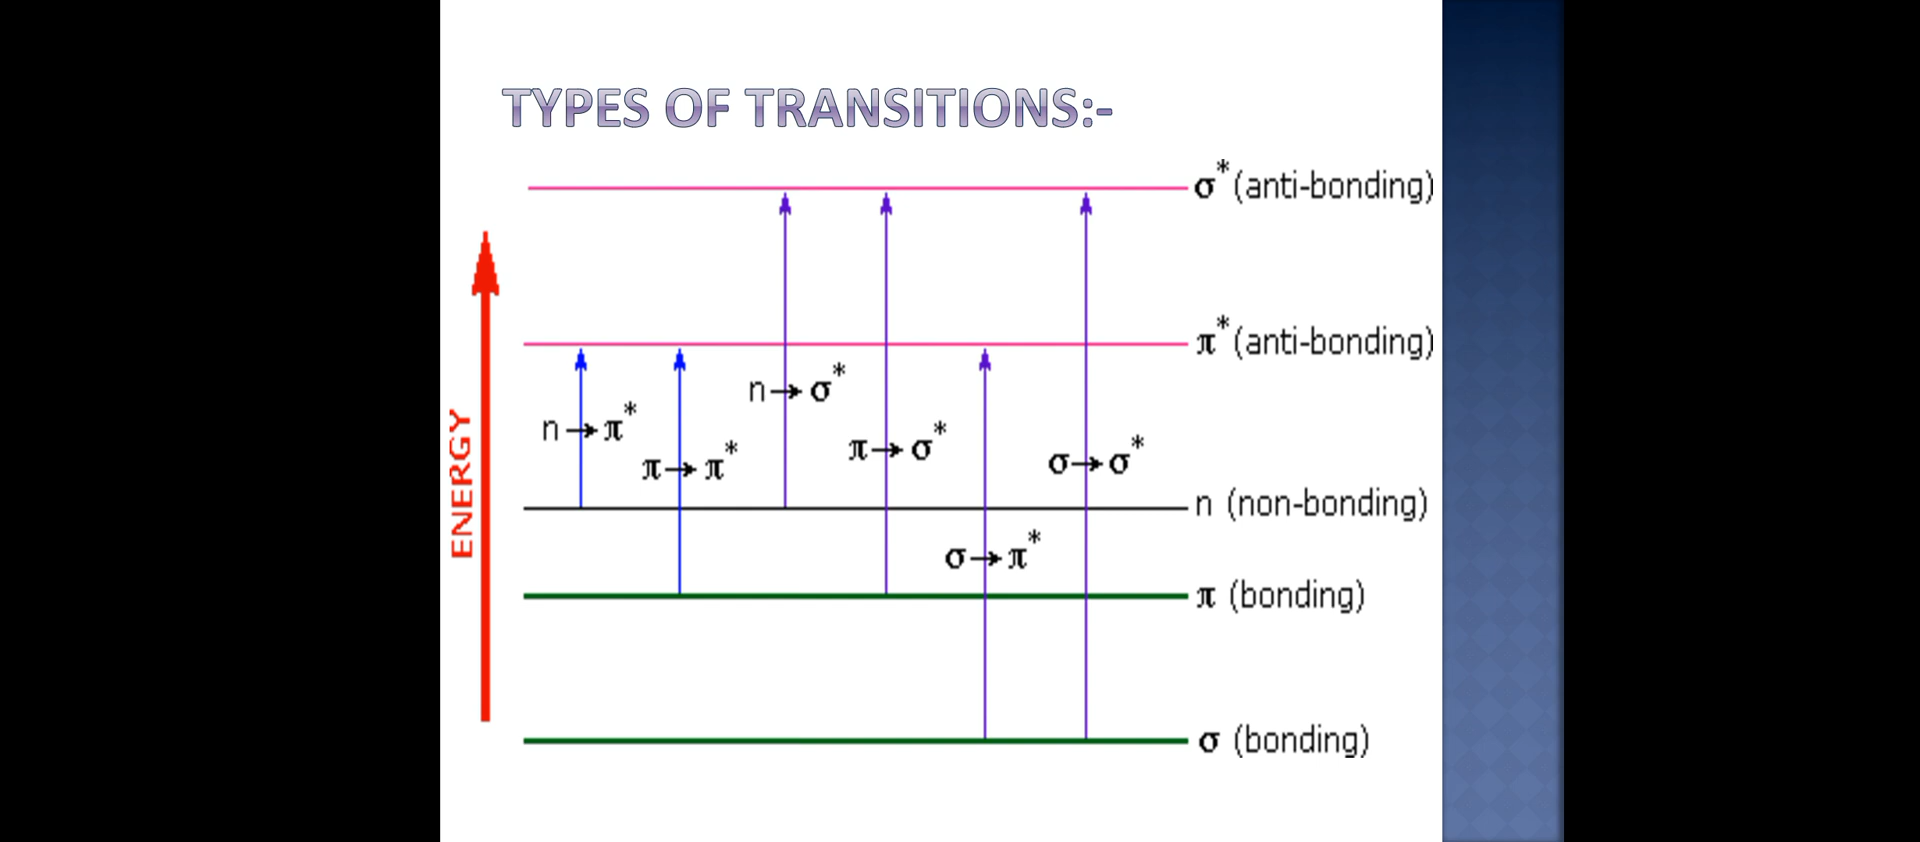 TYPES OF TRANSITIONS:-
σ* (anti-bonding)
π* (anti-bonding)
n → σ*
n → π*
π → σ*
π → π*
σ → σ*
ENERGY
n (non-bonding)
σ → π*
π (bonding)
σ (bonding)